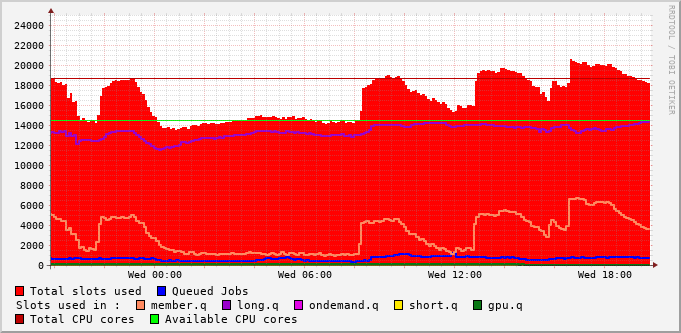 24000
22000
20000
18000
16000
14000
12000
10000
8000
6000
4000
2000
0
Wed 00:00 Wed 06:00 Wed 12:00 Wed 18:00
RRDTOOL / TOBI OETIKER
Total slots used Queued Jobs
Slots used in : member.q long.q ondemand.q short.q gpu.q
Total CPU cores Available CPU cores